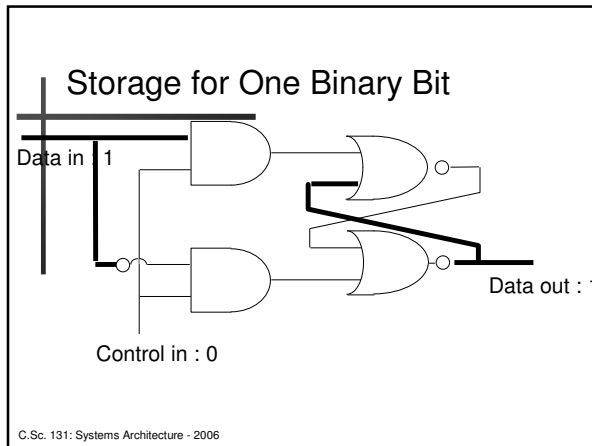 Storage for One Binary Bit
Data in : 1
Data out : 1
Control in : 0
C.Sc. 131: Systems Architecture - 2006